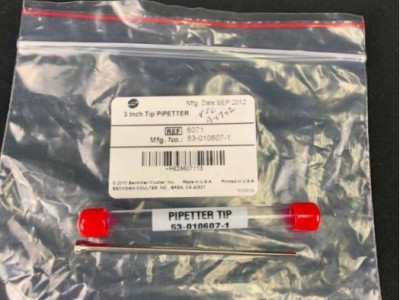 Mfg. Date SEP 2012
3 Inch Tip PIPETTER
REF 6071
Mfg. No.: 53-010607-1
© 2010 Beckman Coulter, Inc. Made in U.S.A.
BECKMAN COULTER, INC., BREA, CA 92821
PIPETTER TIP
53-010607-1